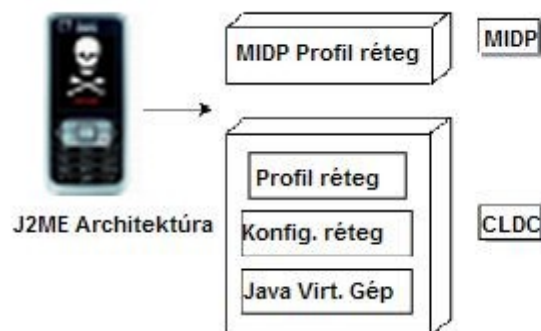 MIDP Profil réteg
MIDP
Profil réteg
J2ME Architektúra
Konfig. réteg
CLDC
Java Virt. Gép